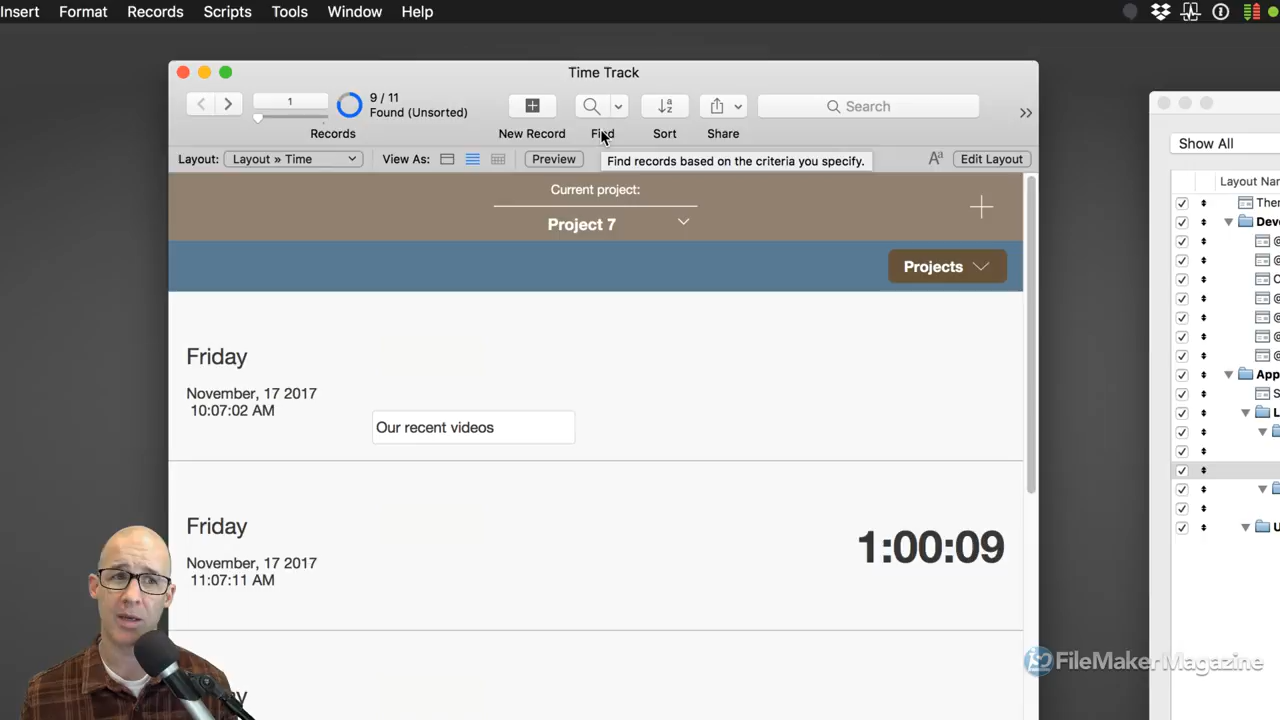 Insert Format Records Scripts Tools Window Help
Time Track
1
9 / 11
Found (Unsorted)
Search
Records
New Record
Find
Sort
Share
Layout: Layout » Time
View As:
Preview
Find records based on the criteria you specify.
Aa
Edit Layout
Current project:
Project 7
Projects
Friday
November, 17 2017
10:07:02 AM
Our recent videos
Friday
November, 17 2017
11:07:11 AM
1:00:09
Show All
FileMakerMagazine